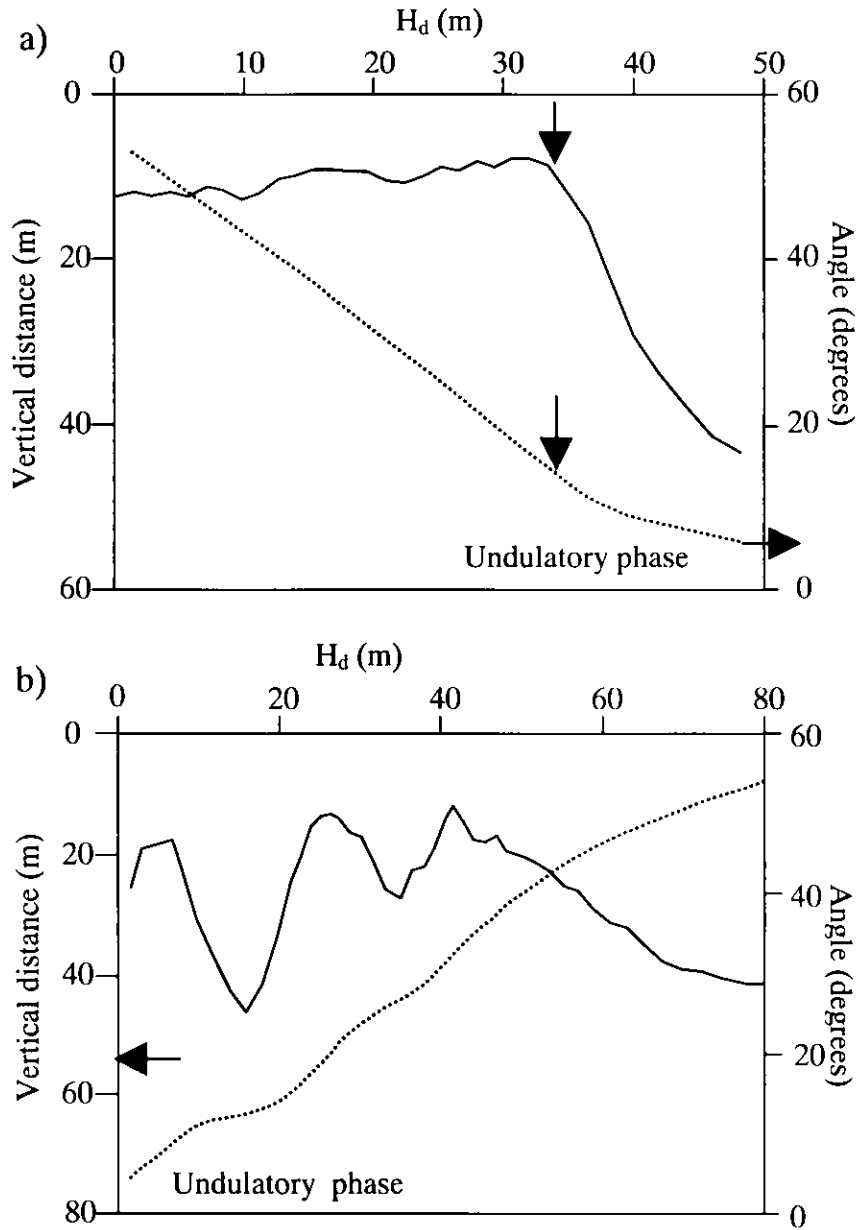 a)
H_d (m)
0 10 20 30 40 50
0 60
20 40
40 20
60 0
Vertical distance (m)
Angle (degrees)
Undulatory phase
b)
H_d (m)
0 20 40 60 80
0 60
20
40
40
60 20
80 0
Vertical distance (m)
Angle (degrees)
Undulatory phase